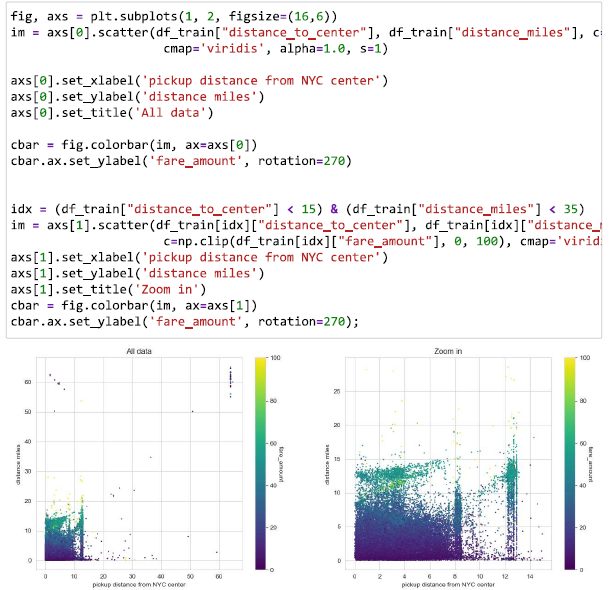 fig, axs = plt.subplots(1, 2, figsize=(16,6))
im = axs[0].scatter(df_train["distance_to_center"], df_train["distance_miles"], c=
cmap='viridis', alpha=1.0, s=1)
axs[0].set_xlabel('pickup distance from NYC center')
axs[0].set_ylabel('distance miles')
axs[0].set_title('All data')
cbar = fig.colorbar(im, ax=axs[0])
cbar.ax.set_ylabel('fare_amount', rotation=270)
idx = (df_train["distance_to_center"] < 15) & (df_train["distance_miles"] < 35)
im = axs[1].scatter(df_train[idx]["distance_to_center"], df_train[idx]["distance_m
c=np.clip(df_train[idx]["fare_amount"], 0, 100), cmap='virid
axs[1].set_xlabel('pickup distance from NYC center')
axs[1].set_ylabel('distance miles')
axs[1].set_title('Zoom in')
cbar = fig.colorbar(im, ax=axs[1])
cbar.ax.set_ylabel('fare_amount', rotation=270);
All data
distance miles
60
50
40
30
20
10
0
0 10 20 30 40 50 60
pickup distance from NYC center
100
80
60
40
20
0
fare_amount
Zoom in
distance miles
25
20
15
10
5
0
0 2 4 6 8 10 12 14
pickup distance from NYC center
100
80
60
40
20
0
fare_amount